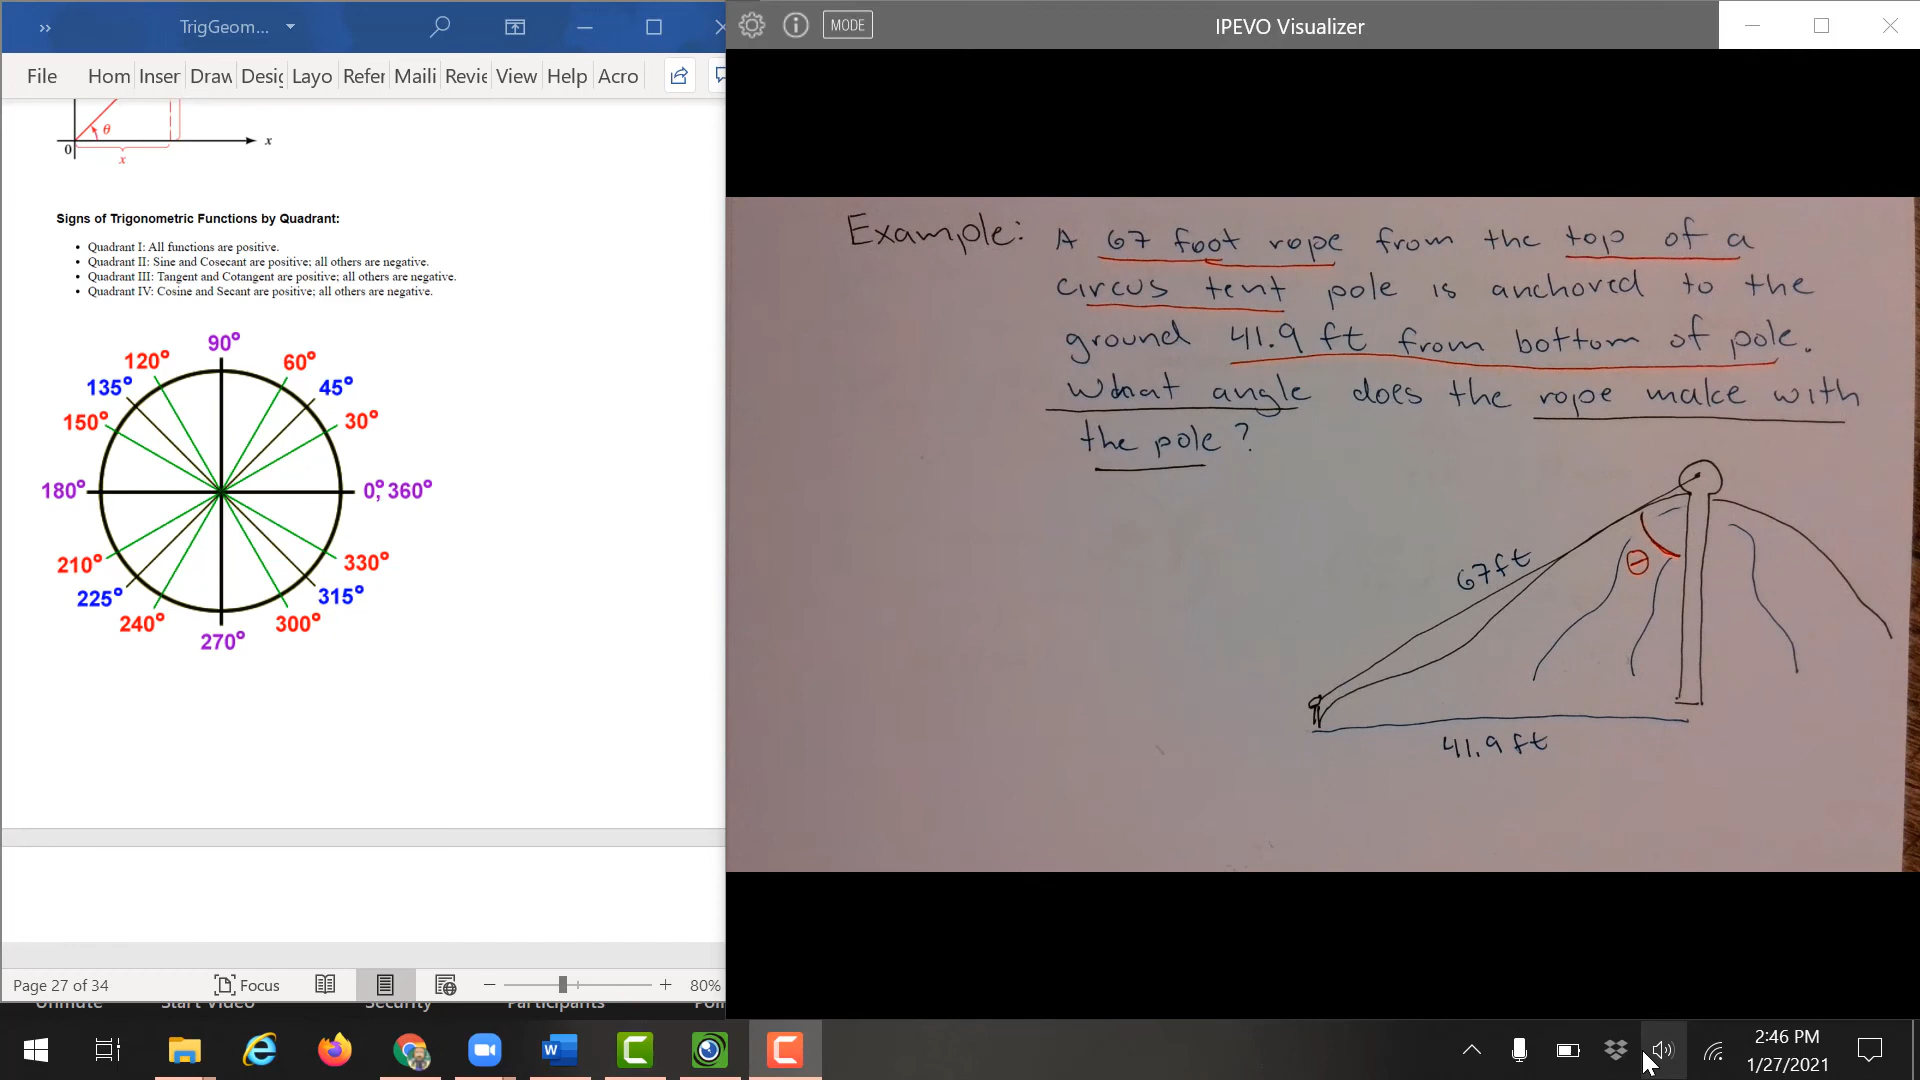 TrigGeom...
IPEVO Visualizer
MODE
File Hom Inser Draw Desig Layo Refer Maili Revie View Help Acro
θ
0
x
x
Signs of Trigonometric Functions by Quadrant:
• Quadrant I: All functions are positive.
• Quadrant II: Sine and Cosecant are positive; all others are negative.
• Quadrant III: Tangent and Cotangent are positive; all others are negative.
• Quadrant IV: Cosine and Secant are positive; all others are negative.
90°
120° 60°
135° 45°
150° 30°
180° 0°, 360°
210° 330°
225° 315°
240° 300°
270°
Example: A 67 foot rope from the top of a
circus tent pole is anchored to the
ground 41.9 ft from bottom of pole.
What angle does the rope make with
the pole?
67ft
θ
41.9 ft
Page 27 of 34 Focus 80%
Unmute Start Video Security Participants
2:46 PM
1/27/2021